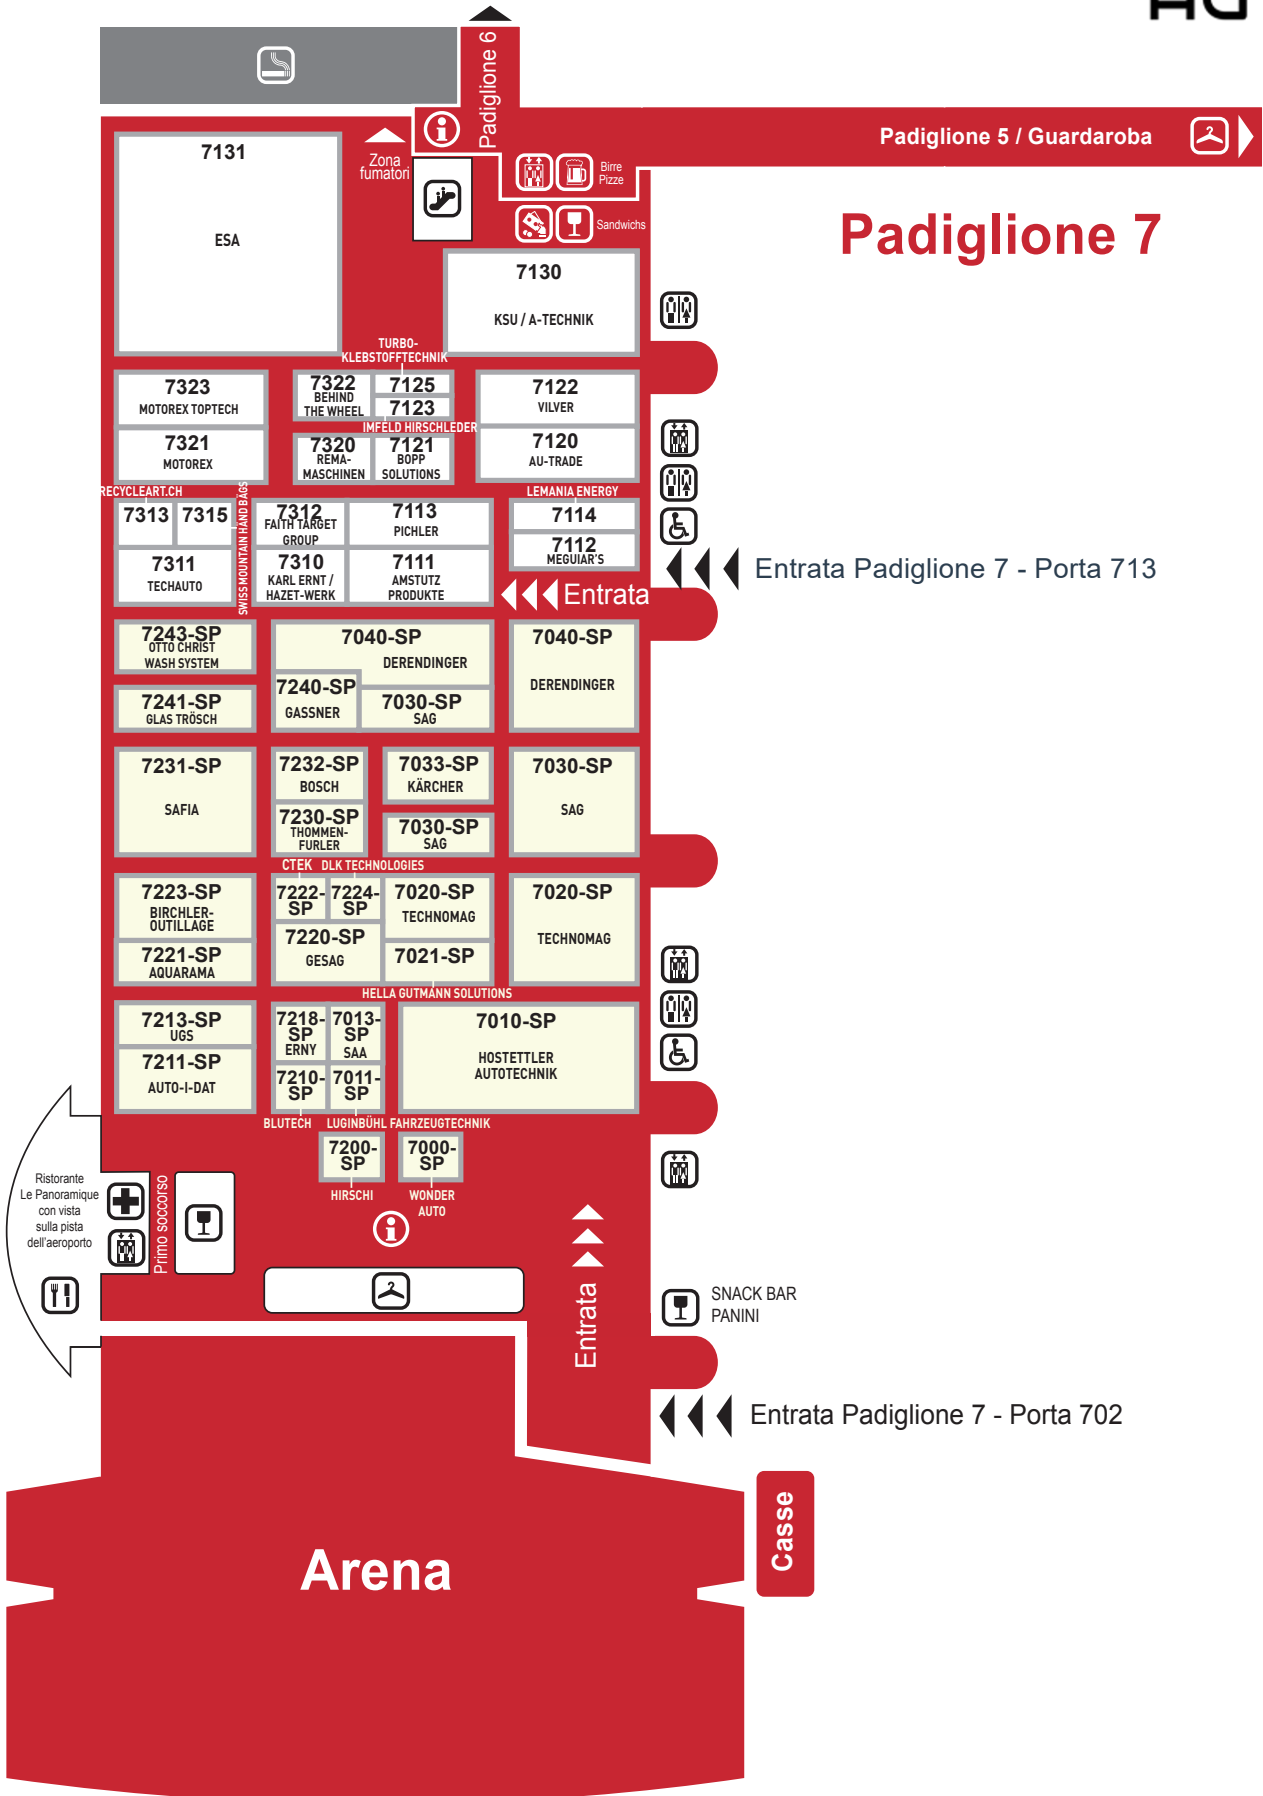 Padiglione 6
Padiglione 5 / Guardaroba
Zona
fumatori
Birre
Pizze
Sandwichs
Padiglione 7
7131
ESA
7130
KSU / A-TECHNIK
TURBO-
KLEBSTOFFTECHNIK
7323
MOTOREX TOPTECH
7322
BEHIND
THE WHEEL
7125
7123
IMFELD HIRSCHLEDER
7122
VILVER
7321
MOTOREX
7320
REMA-
MASCHINEN
7121
BOPP
SOLUTIONS
7120
AU-TRADE
RECYCLEART.CH
7313
7315
SWISS MOUNTAIN HAND BÄGS
7312
FAITH TARGET
GROUP
7113
PICHLER
LEMANIA ENERGY
7114
7112
MEGUIAR'S
7311
TECHAUTO
7310
KARL ERNT /
HAZET-WERK
7111
AMSTUTZ
PRODUKTE
Entrata
Entrata Padiglione 7 - Porta 713
7243-SP
OTTO CHRIST
WASH SYSTEM
7040-SP
DERENDINGER
7040-SP
DERENDINGER
7241-SP
GLAS TRÖSCH
7240-SP
GASSNER
7030-SP
SAG
7231-SP
SAFIA
7232-SP
BOSCH
7033-SP
KÄRCHER
7030-SP
SAG
7230-SP
THOMMEN-
FURLER
7030-SP
SAG
CTEK
DLK TECHNOLOGIES
7223-SP
BIRCHLER-
OUTILLAGE
7222-
SP
7224-
SP
7020-SP
TECHNOMAG
7020-SP
TECHNOMAG
7221-SP
AQUARAMA
7220-SP
GESAG
7021-SP
HELLA GUTMANN SOLUTIONS
7213-SP
UGS
7218-
SP
ERNY
7013-
SP
SAA
7010-SP
HOSTETTLER
AUTOTECHNIK
7211-SP
AUTO-I-DAT
7210-
SP
7011-
SP
BLUTECH
LUGINBÜHL FAHRZEUGTECHNIK
7200-
SP
HIRSCHI
7000-
SP
WONDER
AUTO
Ristorante
Le Panoramique
con vista
sulla pista
dell'aeroporto
Primo soccorso
Entrata
SNACK BAR
PANINI
Entrata Padiglione 7 - Porta 702
Casse
Arena